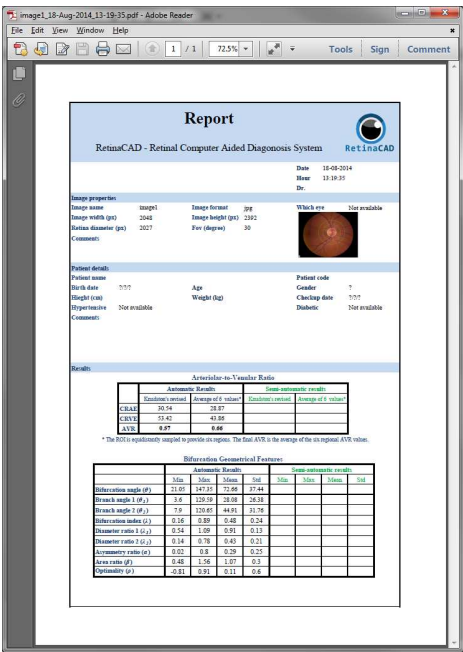 image1_18-Aug-2014_13-19-35.pdf - Adobe Reader
File Edit View Window Help
1 / 1 72.5% Tools Sign Comment
Report
RetinaCAD - Retinal Computer Aided Diagonosis System
RetinaCAD
Date 18-08-2014
Hour 13:19:35
Dr.
Image properties
Image name image1 Image format jpg Which eye Not available
Image width (px) 2048 Image height (px) 2392
Retina diameter (px) 2027 Fov (degree) 30
Comments
Patient details
Patient name Patient code
Birth date ?/?/? Age Gender ?
Hieght (cm) Weight (kg) Checkup date ?/?/?
Hypertensive Not available Diabetic Not available
Comments
Results
Arteriolar-to-Venular Ratio
Automatic Results Semi-automatic results
Knudston's revised Average of 6 values* Knudston's revised Average of 6 values*
CRAE 30.54 28.87
CRVE 53.42 43.86
AVR 0.57 0.66
* The ROI is equidistantly sampled to provide six regions. The final AVR is the average of the six regional AVR values.
Bifurcation Geometrical Features
Automatic Results Semi-automatic results
Min Max Mean Std Min Max Mean Std
Bifurcation angle (θ) 21.05 147.35 72.66 37.44
Branch angle 1 (θ1) 3.6 129.59 28.08 26.38
Branch angle 2 (θ2) 7.9 120.65 44.91 31.76
Bifurcation index (λ) 0.16 0.89 0.48 0.24
Diameter ratio 1 (λ1) 0.54 1.09 0.91 0.13
Diameter ratio 2 (λ2) 0.14 0.78 0.43 0.21
Asymmetry ratio (α) 0.02 0.8 0.29 0.25
Area ratio (β) 0.48 1.56 1.07 0.3
Optimality (ρ) -0.81 0.91 0.11 0.6